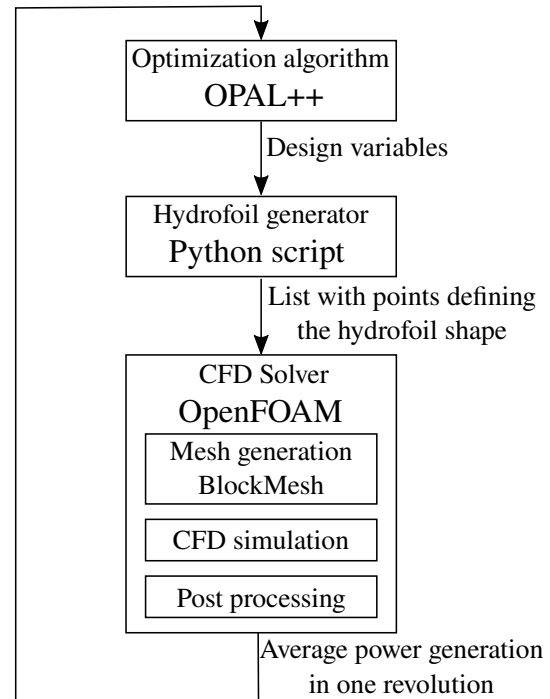 Optimization algorithm
OPAL++
Design variables
Hydrofoil generator
Python script
List with points defining
the hydrofoil shape
CFD Solver
OpenFOAM
Mesh generation
BlockMesh
CFD simulation
Post processing
Average power generation
in one revolution